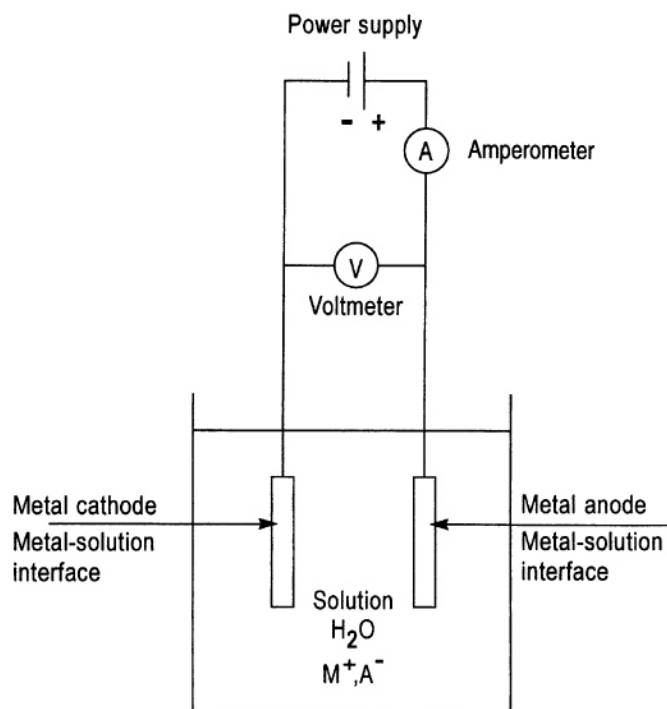 Power supply
- +
A
Amperometer
V
Voltmeter
Metal cathode
Metal-solution
interface
Metal anode
Metal-solution
interface
Solution
H₂O
M⁺,A⁻